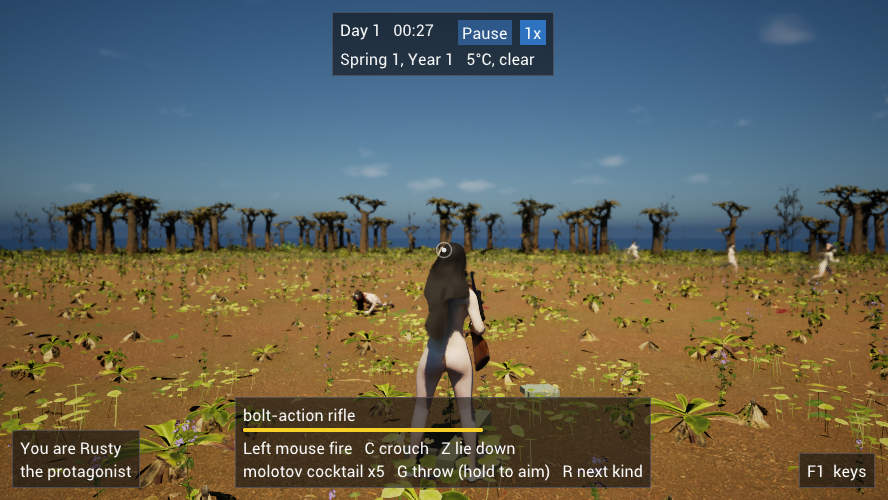 Day 1 00:27 Pause 1x
Spring 1, Year 1 5°C, clear
bolt-action rifle
Left mouse fire C crouch Z lie down
molotov cocktail x5 G throw (hold to aim) R next kind
You are Rusty
the protagonist
F1 keys